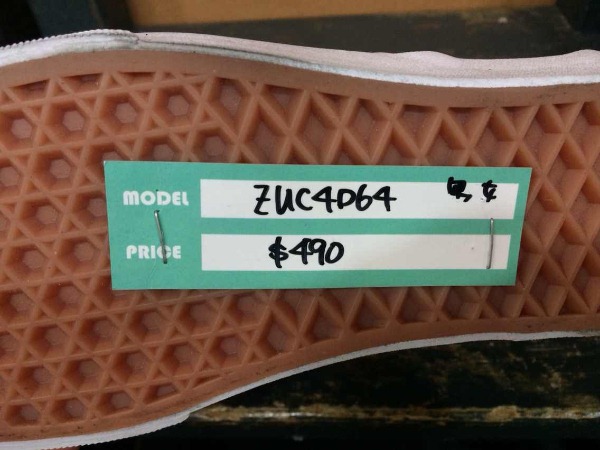 MODEL ZUC4D64 男女
PRICE $490